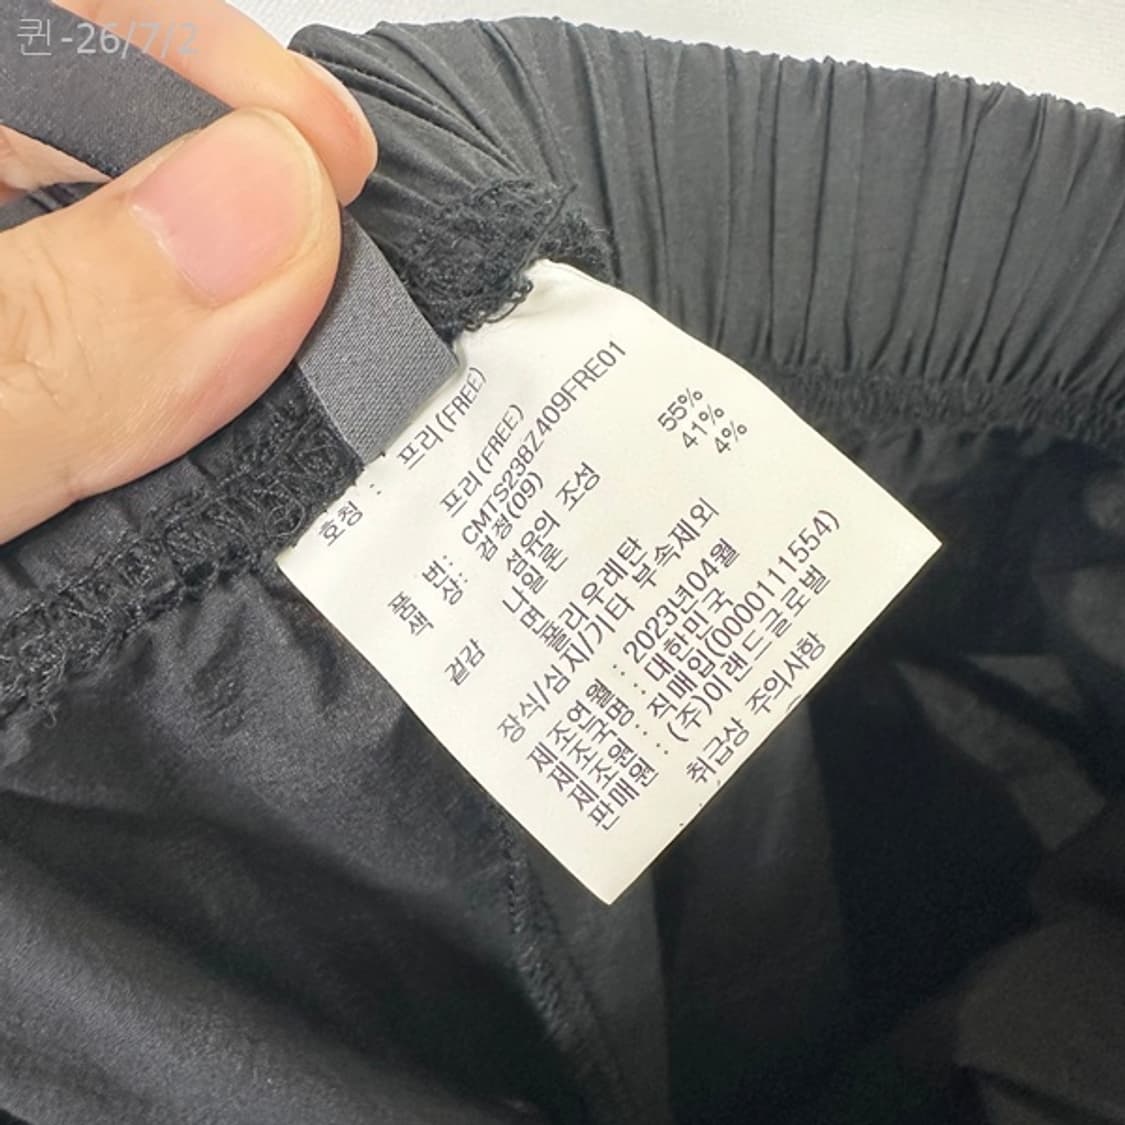 퀸-26/7/2
호칭 : 프리(FREE)
프리(FREE)
품 번: CMTS238Z409FRE01
색 상: 검정(09)
섬유의 조성
겉감 나일론 55%
면 41%
폴리우레탄 4%
장식/심지/기타 부속제외
제조연월 : 2023년04월
제조국명 : 대한민국
제조원 : 직매입(0000111554)
판매원 : (주)이랜드글로벌
취급상 주의사항